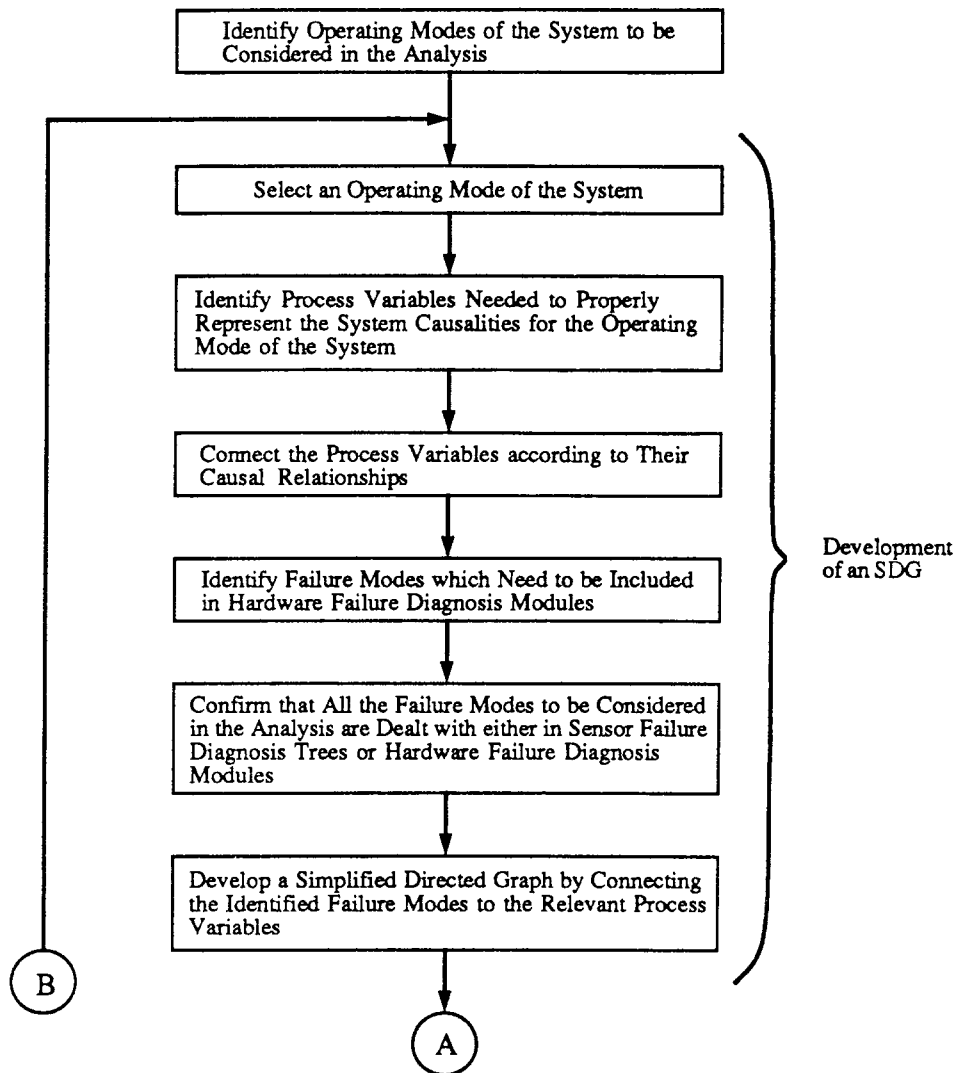 Identify Operating Modes of the System to be
Considered in the Analysis
Select an Operating Mode of the System
Identify Process Variables Needed to Properly
Represent the System Causalities for the Operating
Mode of the System
Connect the Process Variables according to Their
Causal Relationships
Identify Failure Modes which Need to be Included
in Hardware Failure Diagnosis Modules
Confirm that All the Failure Modes to be Considered
in the Analysis are Dealt with either in Sensor Failure
Diagnosis Trees or Hardware Failure Diagnosis
Modules
Develop a Simplified Directed Graph by Connecting
the Identified Failure Modes to the Relevant Process
Variables
Development
of an SDG
B
A